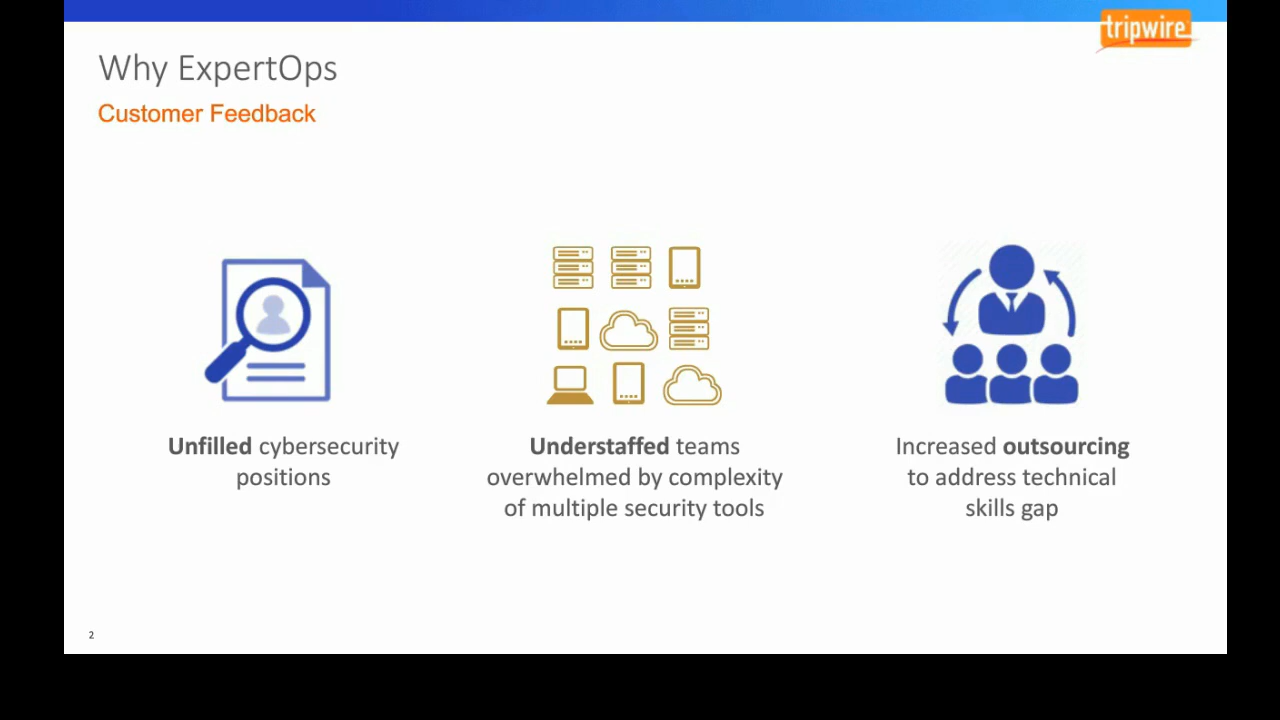 tripwire
Why ExpertOps
Customer Feedback
Unfilled cybersecurity
positions
Understaffed teams
overwhelmed by complexity
of multiple security tools
Increased outsourcing
to address technical
skills gap
2